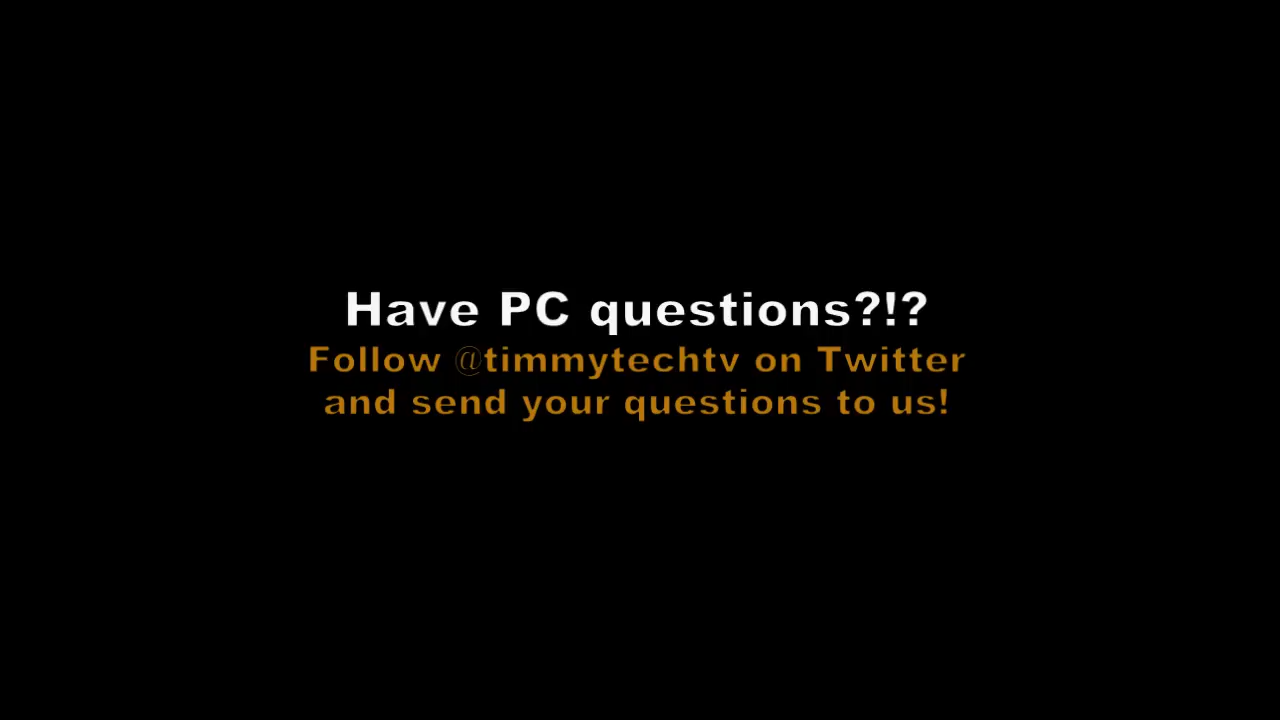 Have PC questions?!?
Follow @timmytechtv on Twitter
and send your questions to us!